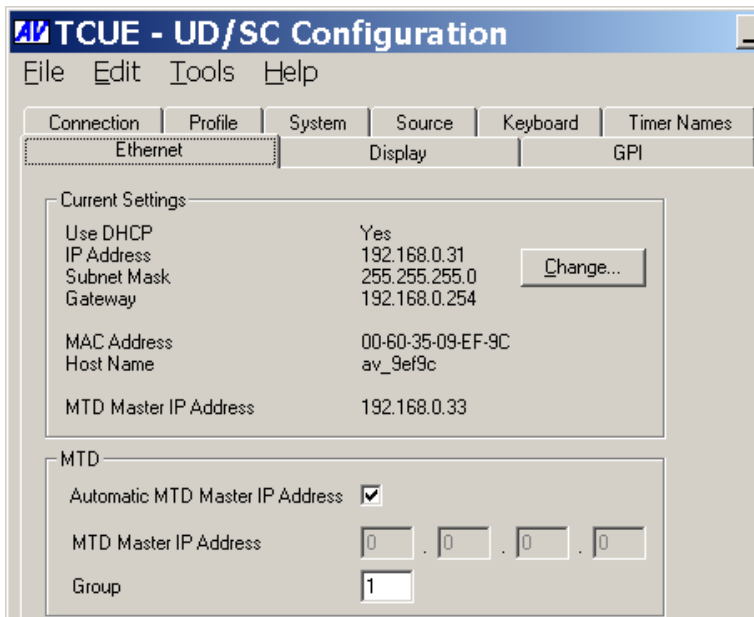 AV TCUE - UD/SC Configuration
File Edit Tools Help
Connection Profile System Source Keyboard Timer Names
Ethernet Display GPI
Current Settings
Use DHCP Yes
IP Address 192.168.0.31
Change...
Subnet Mask 255.255.255.0
Gateway 192.168.0.254
MAC Address 00-60-35-09-EF-9C
Host Name av_9ef9c
MTD Master IP Address 192.168.0.33
MTD
Automatic MTD Master IP Address
MTD Master IP Address 0 . 0 . 0 . 0
Group 1